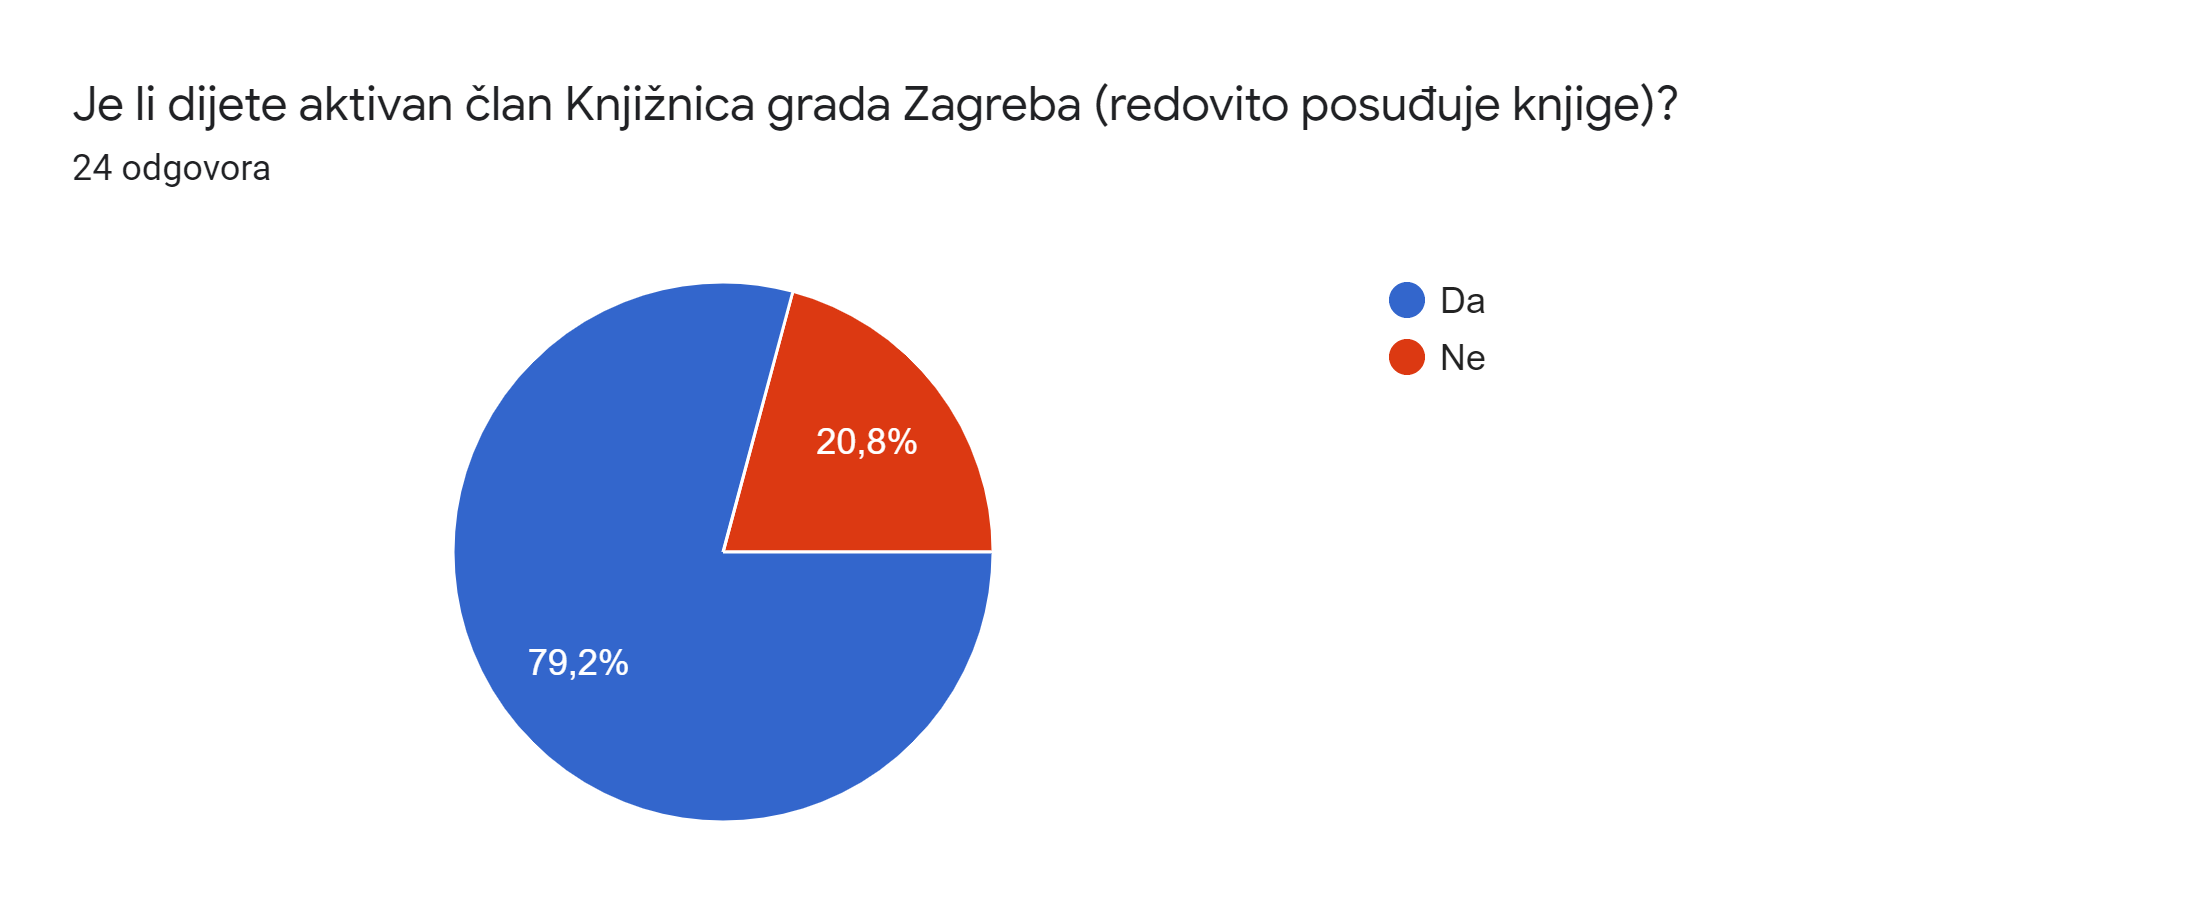 Je li dijete aktivan član Knjižnica grada Zagreba (redovito posuđuje knjige)?
24 odgovora
Da
Ne
20,8%
79,2%